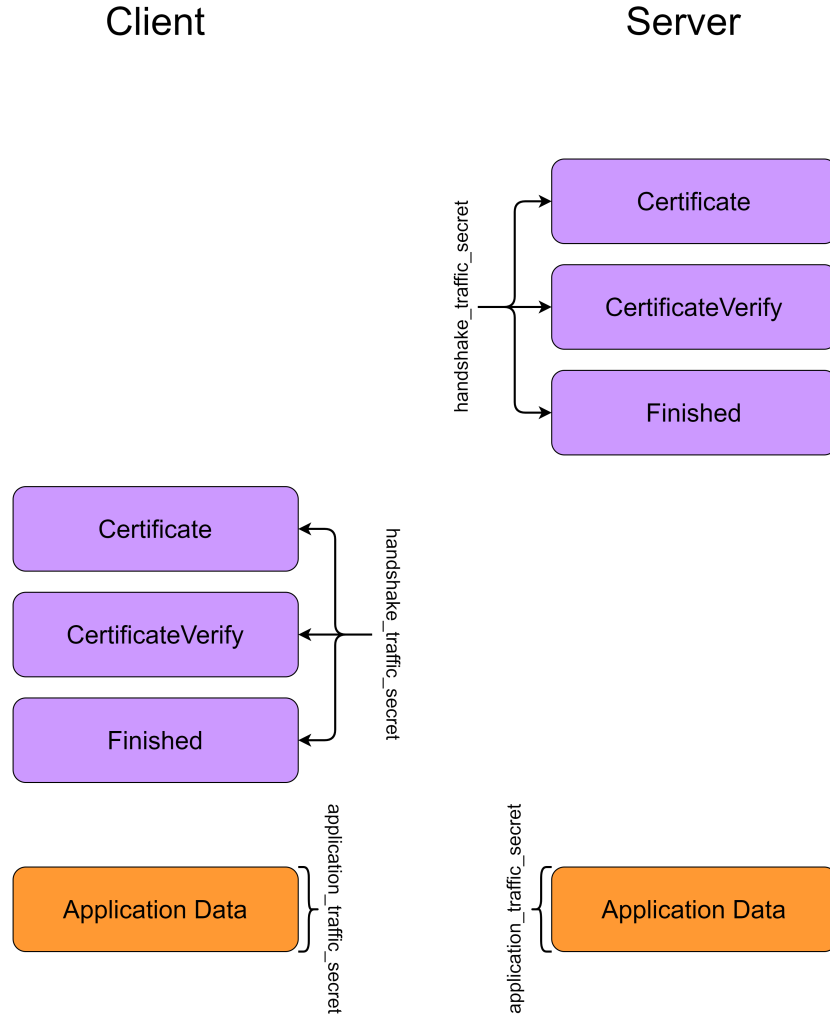 Client
Server
Certificate
handshake_traffic_secret
CertificateVerify
Finished
Certificate
CertificateVerify
handshake_traffic_secret
Finished
Application Data
application_traffic_secret
application_traffic_secret
Application Data